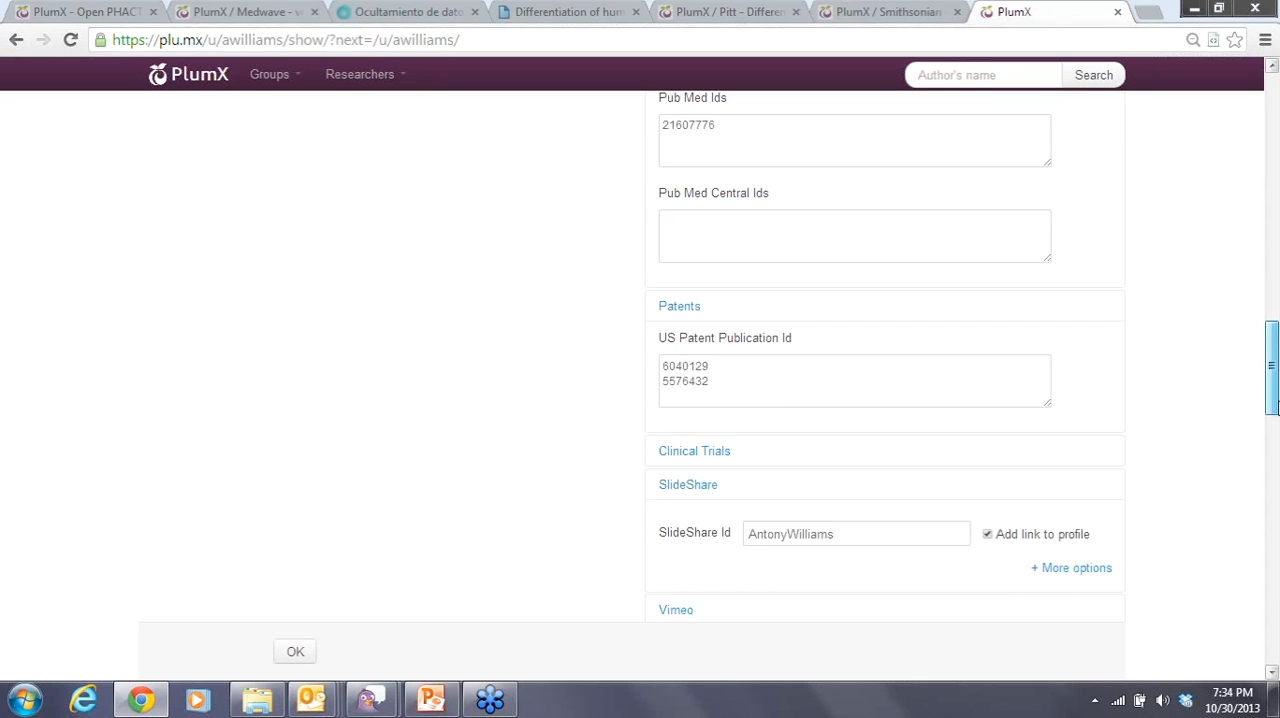 PlumX - Open PHACT
PlumX / Medwave - v
Ocultamiento de dato
Differentiation of hum
PlumX / Pitt - Differen
PlumX / Smithsonian
PlumX
https://plu.mx/u/awilliams/show/?next=/u/awilliams/
PlumX Groups Researchers Author's name Search
Pub Med Ids
21607776
Pub Med Central Ids
Patents
US Patent Publication Id
6040129
5576432
Clinical Trials
SlideShare
SlideShare Id AntonyWilliams Add link to profile
+ More options
Vimeo
OK
7:34 PM
10/30/2013